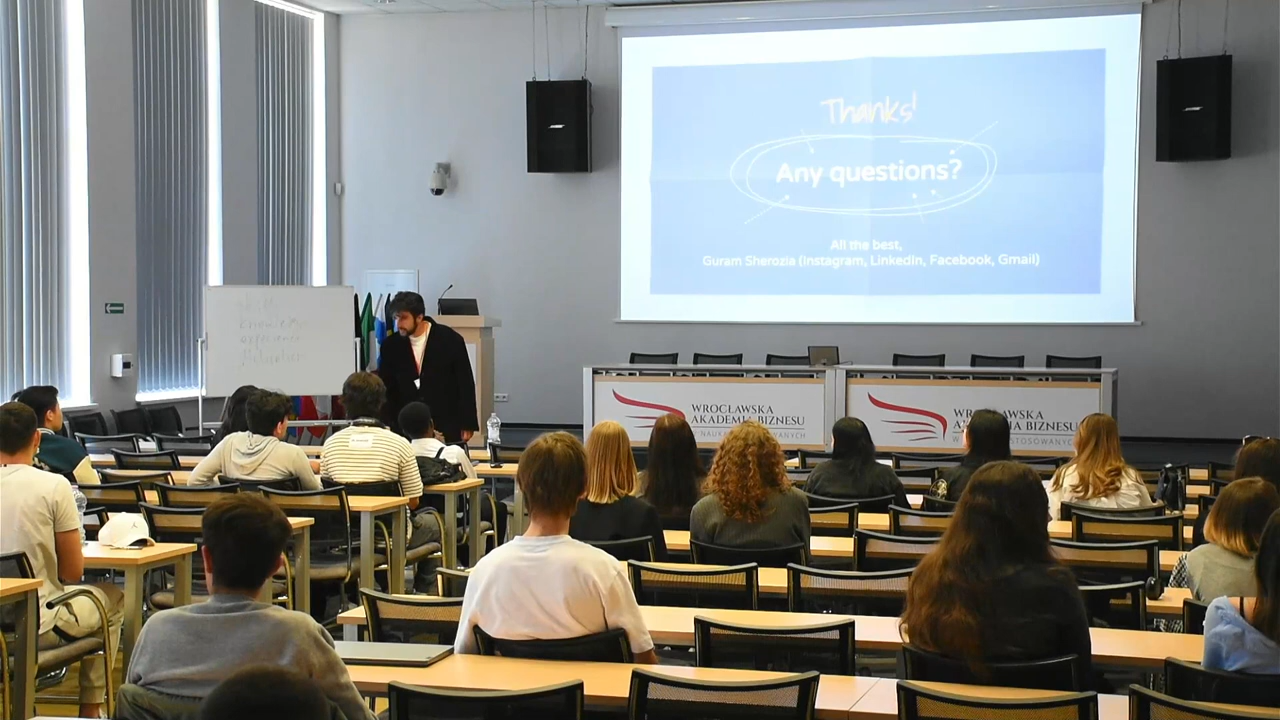 Thanks!
Any questions?
All the best,
Guram Sherozia (Instagram, LinkedIn, Facebook, Gmail)
WROCŁAWSKA
AKADEMIA BIZNESU
WROCŁAWSKA
BIZNESU